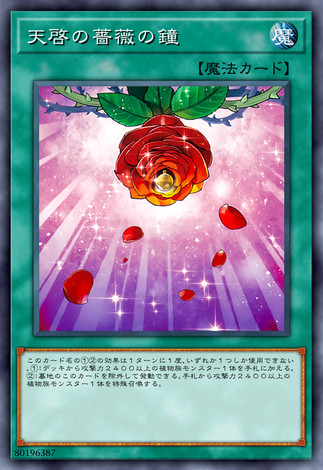 天啓の薔薇の鐘
魔
【魔法カード】
このカード名の①②の効果は1ターンに1度、いずれか1つしか使用できない。
①:デッキから攻撃力2400以上の植物族モンスター1体を手札に加える。
②:墓地のこのカードを除外して発動できる。手札から攻撃力2400以上の
植物族モンスター1体を特殊召喚する。
80196387